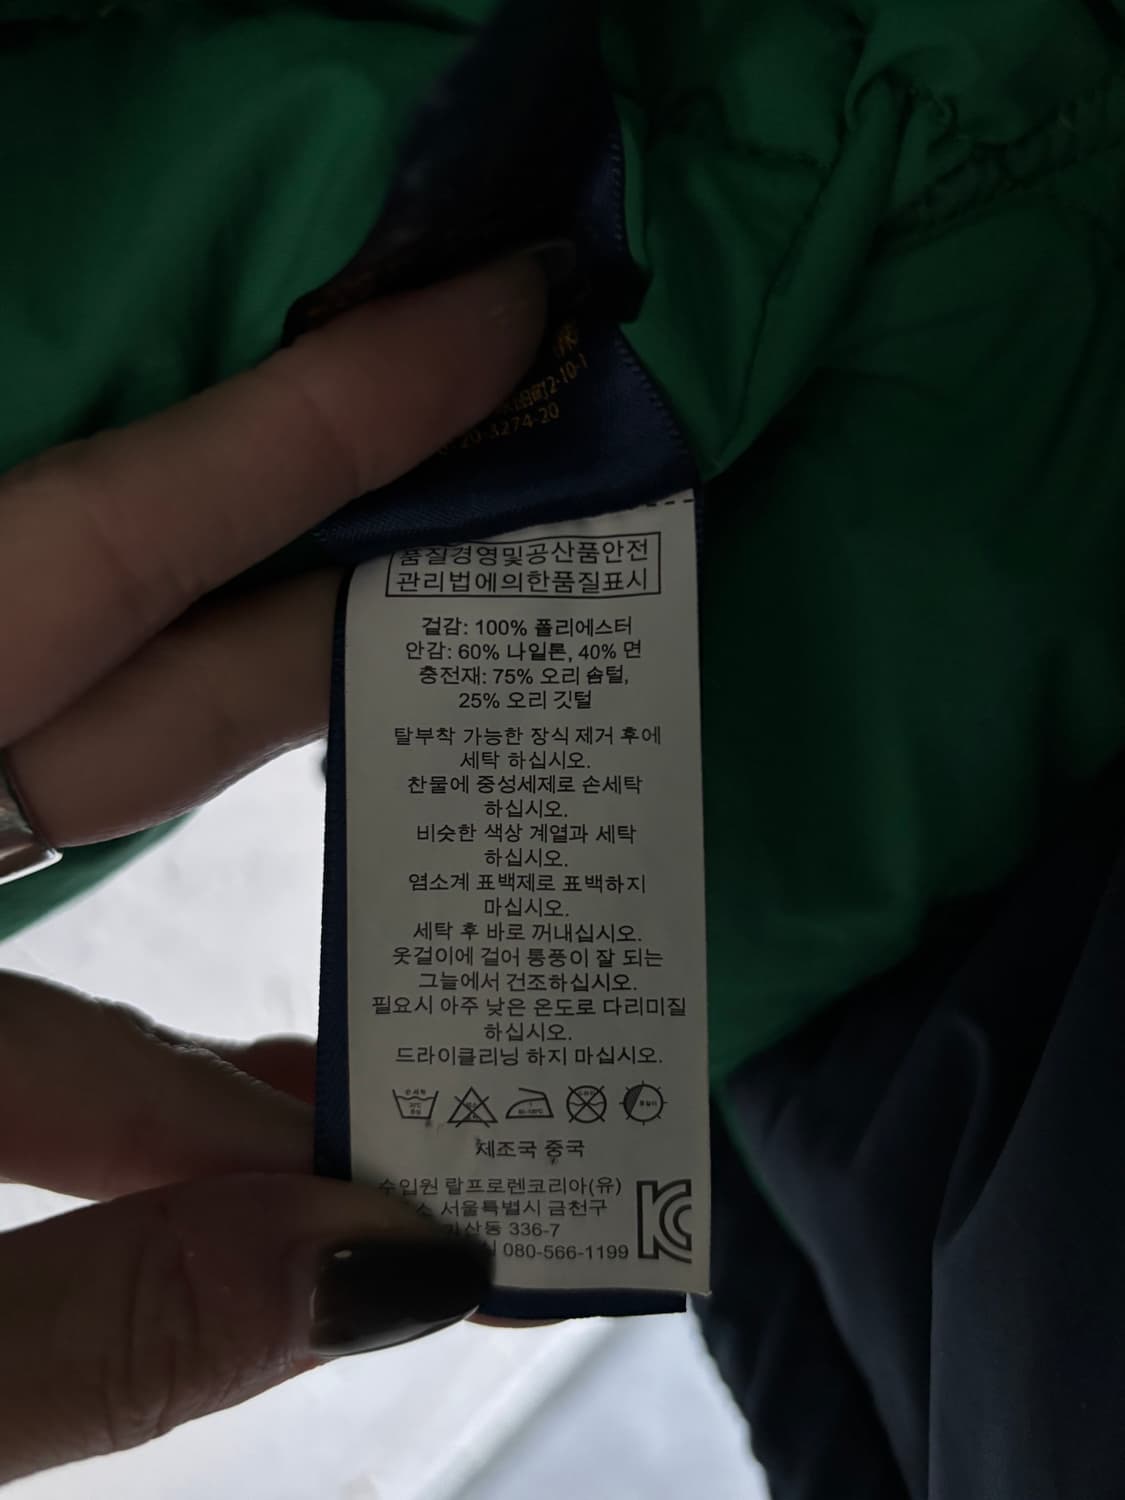 町2-10-1
20-3274-20
품질경영및공산품안전
관리법에의한품질표시
겉감: 100% 폴리에스터
안감: 60% 나일론, 40% 면
충전재: 75% 오리 솜털,
25% 오리 깃털
탈부착 가능한 장식 제거 후에
세탁 하십시오.
찬물에 중성세제로 손세탁
하십시오.
비슷한 색상 계열과 세탁
하십시오.
염소계 표백제로 표백하지
마십시오.
세탁 후 바로 꺼내십시오.
옷걸이에 걸어 통풍이 잘 되는
그늘에서 건조하십시오.
필요시 아주 낮은 온도로 다리미질
하십시오.
드라이클리닝 하지 마십시오.
제조국 중국
수입원 랄프로렌코리아(유)
서울특별시 금천구
가산동 336-7
080-566-1199